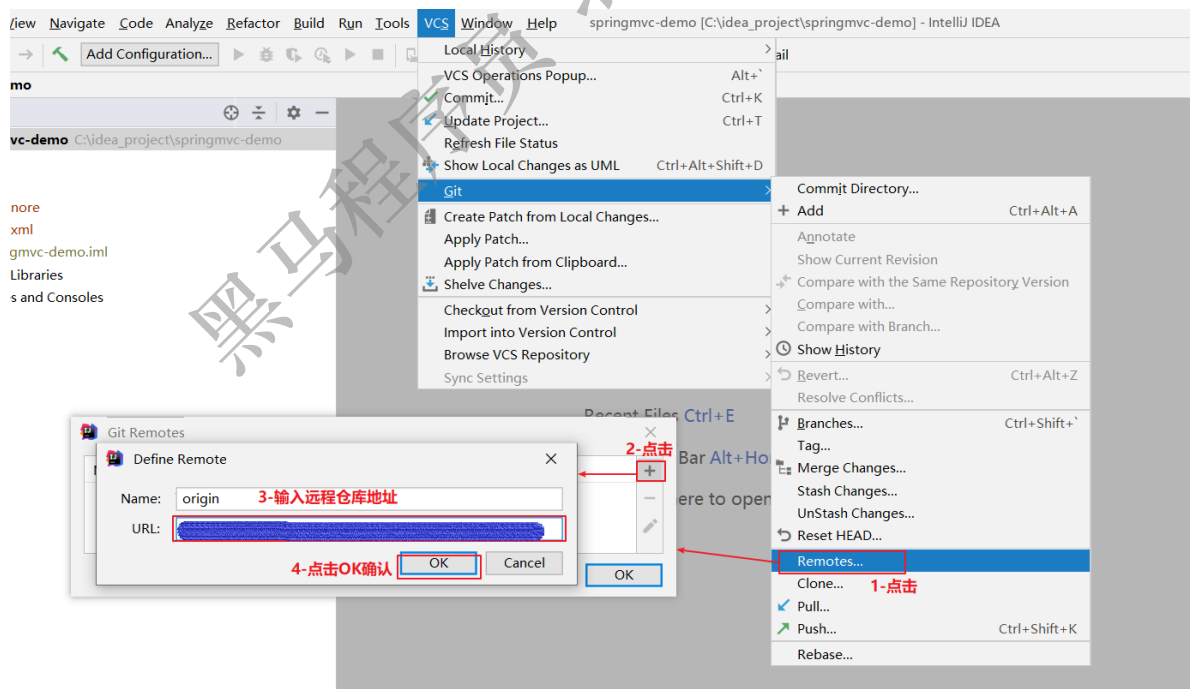 View Navigate Code Analyze Refactor Build Run Tools VCS Window Help springmvc-demo [C:\idea_project\springmvc-demo] - IntelliJ IDEA
Add Configuration...
ail
mo
vc-demo C:\idea_project\springmvc-demo
nore
xml
gmvc-demo.iml
Libraries
s and Consoles
Local History
VCS Operations Popup... Alt+`
Commit... Ctrl+K
Update Project... Ctrl+T
Refresh File Status
Show Local Changes as UML Ctrl+Alt+Shift+D
Git
Create Patch from Local Changes...
Apply Patch...
Apply Patch from Clipboard...
Shelve Changes...
Checkout from Version Control
Import into Version Control
Browse VCS Repository
Sync Settings
Commit Directory...
Add Ctrl+Alt+A
Annotate
Show Current Revision
Compare with the Same Repository Version
Compare with...
Compare with Branch...
Show History
Revert... Ctrl+Alt+Z
Resolve Conflicts...
Branches... Ctrl+Shift+`
Tag...
Merge Changes...
Stash Changes...
UnStash Changes...
Reset HEAD...
Remotes...
1-点击
Clone...
Pull...
Push... Ctrl+Shift+K
Rebase...
Recent Files Ctrl+E
Bar Alt+Ho
ere to open
Git Remotes
2-点击
Define Remote
Name: origin
3-输入远程仓库地址
URL:
4-点击OK确认
OK Cancel
OK
黑马程序员